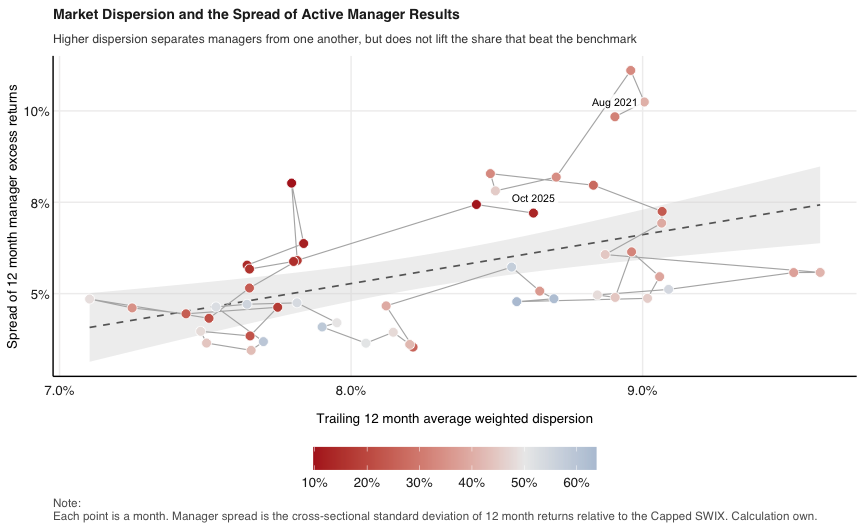 Market Dispersion and the Spread of Active Manager Results
Higher dispersion separates managers from one another, but does not lift the share that beat the benchmark
Spread of 12 month manager excess returns
10%
8%
5%
Aug 2021
Oct 2025
7.0%
8.0%
9.0%
Trailing 12 month average weighted dispersion
10%
20%
30%
40%
50%
60%
Note:
Each point is a month. Manager spread is the cross-sectional standard deviation of 12 month returns relative to the Capped SWIX. Calculation own.